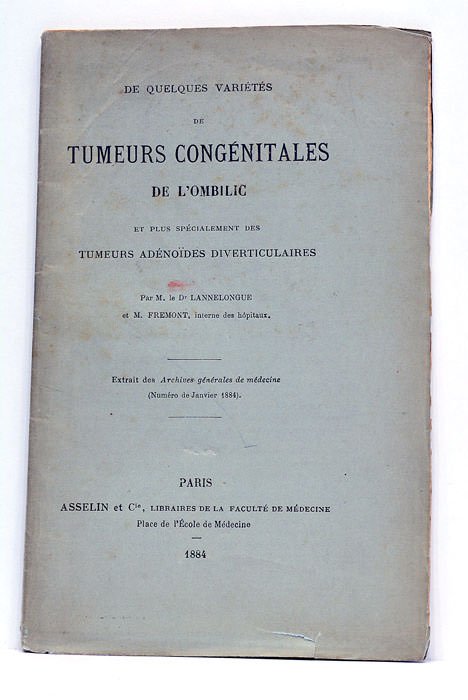 DE QUELQUES VARIÉTÉS
DE
TUMEURS CONGÉNITALES
DE L'OMBILIC
ET PLUS SPÉCIALEMENT DES
TUMEURS ADÉNOÏDES DIVERTICULAIRES
Par M. le Dr LANNELONGUE
et M. FREMONT, interne des hôpitaux.
Extrait des Archives générales de médecine
(Numéro de Janvier 1884).
PARIS
ASSELIN et Cie, LIBRAIRES DE LA FACULTÉ DE MÉDECINE
Place de l'École de Médecine
1884